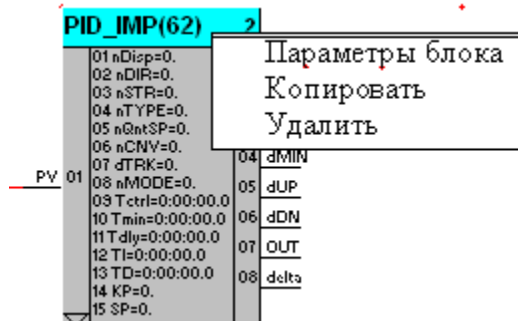 PID_IMP(62) 2
Параметры блока
Копировать
Удалить
01 nDisp=0.
02 nDIR=0.
03 nSTR=0.
04 nTYPE=0.
05 nQntSP=0.
06 nCNV=0.
07 dTRK=0.
08 nMODE=0.
09 Tctrl=0:00:00.0
10 Tmin=0:00:00.0
11 Tdly=0:00:00.0
12 TI=0:00:00.0
13 TD=0:00:00.0
14 KP=0.
15 SP=0.
PV 01
04 dMIN
05 dUP
06 dDN
07 OUT
08 delta